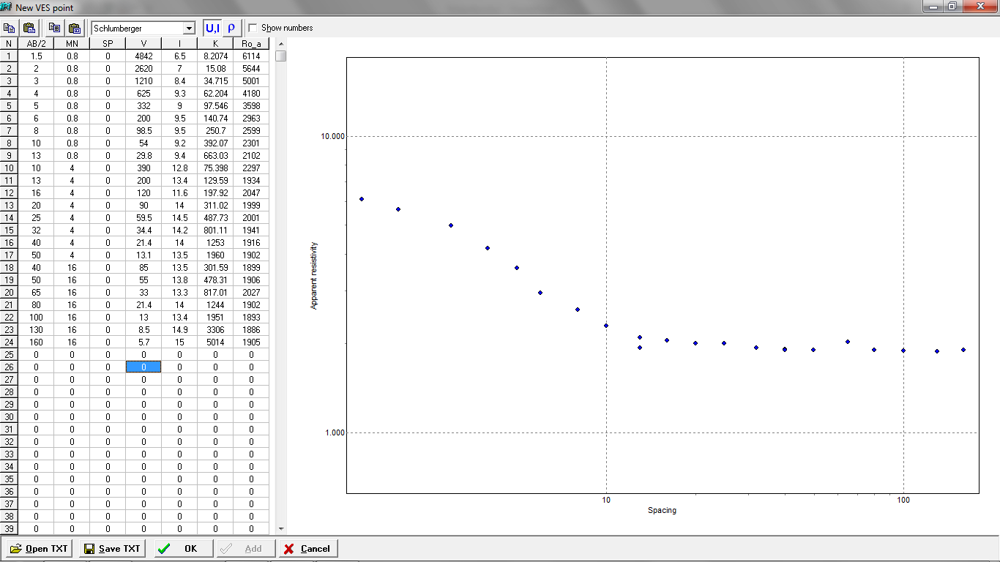 New VES point
Schlumberger U,I ρ Show numbers
N AB/2 MN SP V I K Ro_a
1 1.5 0.8 0 4842 6.5 8.2074 6114
2 2 0.8 0 2620 7 15.08 5644
3 3 0.8 0 1210 8.4 34.715 5001
4 4 0.8 0 625 9.3 62.204 4180
5 5 0.8 0 332 9 97.546 3598
6 6 0.8 0 200 9.5 140.74 2963
7 8 0.8 0 98.5 9.5 250.7 2599
8 10 0.8 0 54 9.2 392.07 2301
9 13 0.8 0 29.8 9.4 663.03 2102
10 10 4 0 390 12.8 75.398 2297
11 13 4 0 200 13.4 129.59 1934
12 16 4 0 120 11.6 197.92 2047
13 20 4 0 90 14 311.02 1999
14 25 4 0 59.5 14.5 487.73 2001
15 32 4 0 34.4 14.2 801.11 1941
16 40 4 0 21.4 14 1253 1916
17 50 4 0 13.1 13.5 1960 1902
18 40 16 0 85 13.5 301.59 1899
19 50 16 0 55 13.8 478.31 1906
20 65 16 0 33 13.3 817.01 2027
21 80 16 0 21.4 14 1244 1902
22 100 16 0 13 13.4 1951 1893
23 130 16 0 8.5 14.9 3306 1886
24 160 16 0 5.7 15 5014 1905
25 0 0 0 0 0 0 0
26 0 0 0 0 0 0 0
27 0 0 0 0 0 0 0
28 0 0 0 0 0 0 0
29 0 0 0 0 0 0 0
30 0 0 0 0 0 0 0
31 0 0 0 0 0 0 0
32 0 0 0 0 0 0 0
33 0 0 0 0 0 0 0
34 0 0 0 0 0 0 0
35 0 0 0 0 0 0 0
36 0 0 0 0 0 0 0
37 0 0 0 0 0 0 0
38 0 0 0 0 0 0 0
39 0 0 0 0 0 0 0
10.000
Apparent resistivity
1.000
10 100
Spacing
Open TXT Save TXT OK Add Cancel